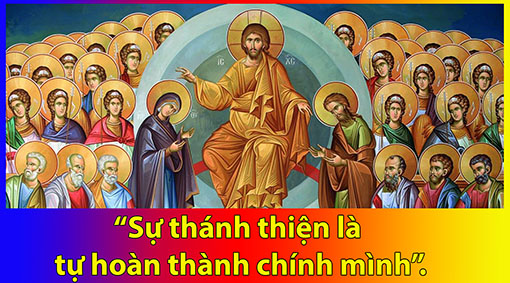 IC XC
“Sự thánh thiện là
tự hoàn thành chính mình”.